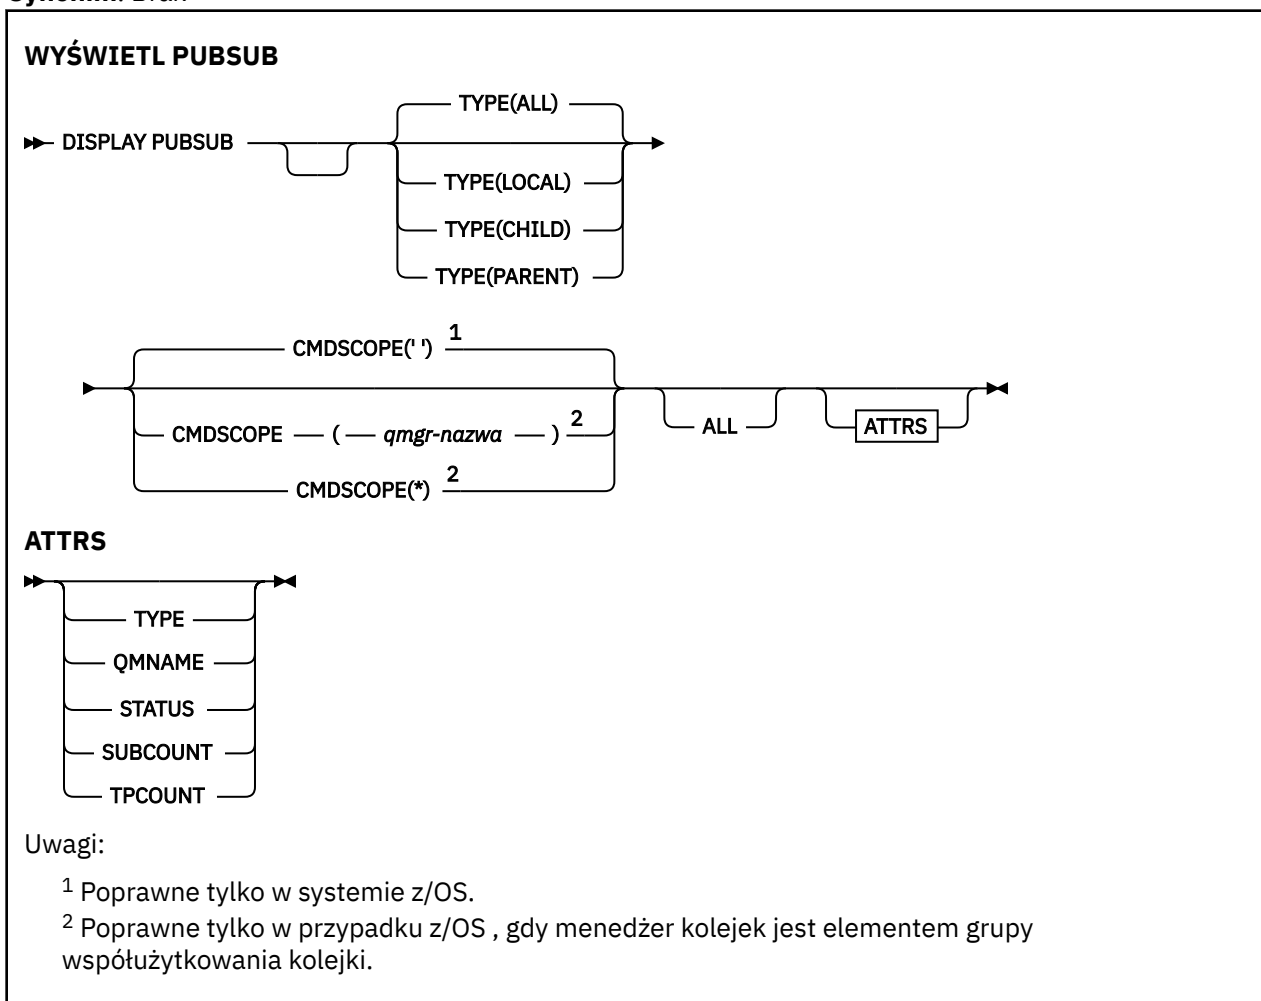 WYŚWIETL PUBSUB
TYPE(ALL)
DISPLAY PUBSUB
TYPE(LOCAL)
TYPE(CHILD)
TYPE(PARENT)
CMDSCOPE(' ') 1
CMDSCOPE ( qmgr-nazwa ) 2
ALL
ATTRS
CMDSCOPE(*) 2
ATTRS
TYPE
QMNAME
STATUS
SUBCOUNT
TPCOUNT
Uwagi:
1 Poprawne tylko w systemie z/OS.
2 Poprawne tylko w przypadku z/OS , gdy menedżer kolejek jest elementem grupy
współużytkowania kolejki.